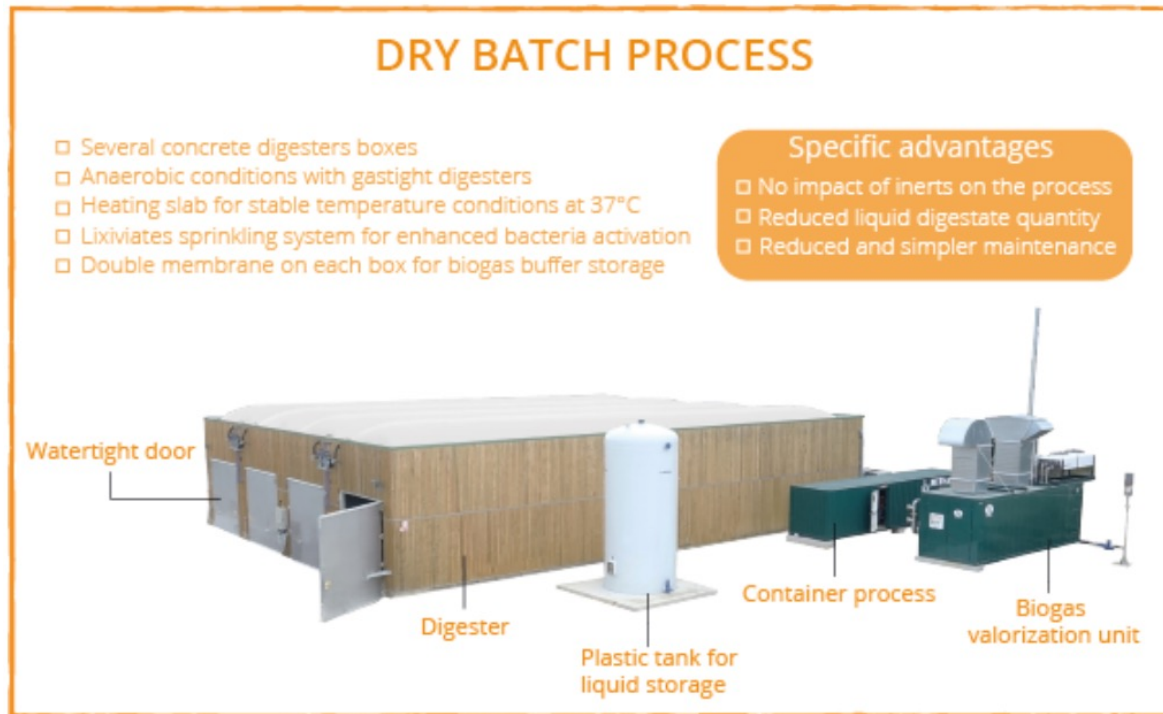 DRY BATCH PROCESS
Several concrete digesters boxes
Anaerobic conditions with gastight digesters
Heating slab for stable temperature conditions at 37°C
Lixiviates sprinkling system for enhanced bacteria activation
Double membrane on each box for biogas buffer storage
Specific advantages
No impact of inerts on the process
Reduced liquid digestate quantity
Reduced and simpler maintenance
Watertight door
Digester
Plastic tank for
liquid storage
Container process
Biogas
valorization unit